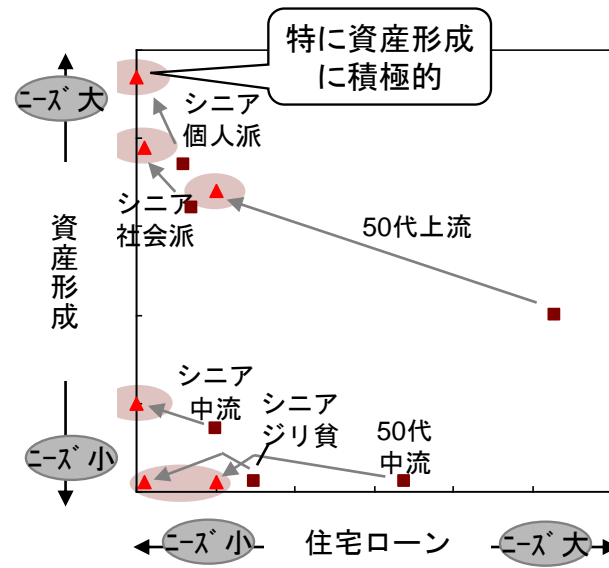 特に資産形成
に積極的
ニーズ大
シニア
個人派
シニア
社会派
50代上流
資産形成
シニア
中流
シニア
ジリ貧
50代
中流
ニーズ小
ニーズ小
住宅ローン
ニーズ大